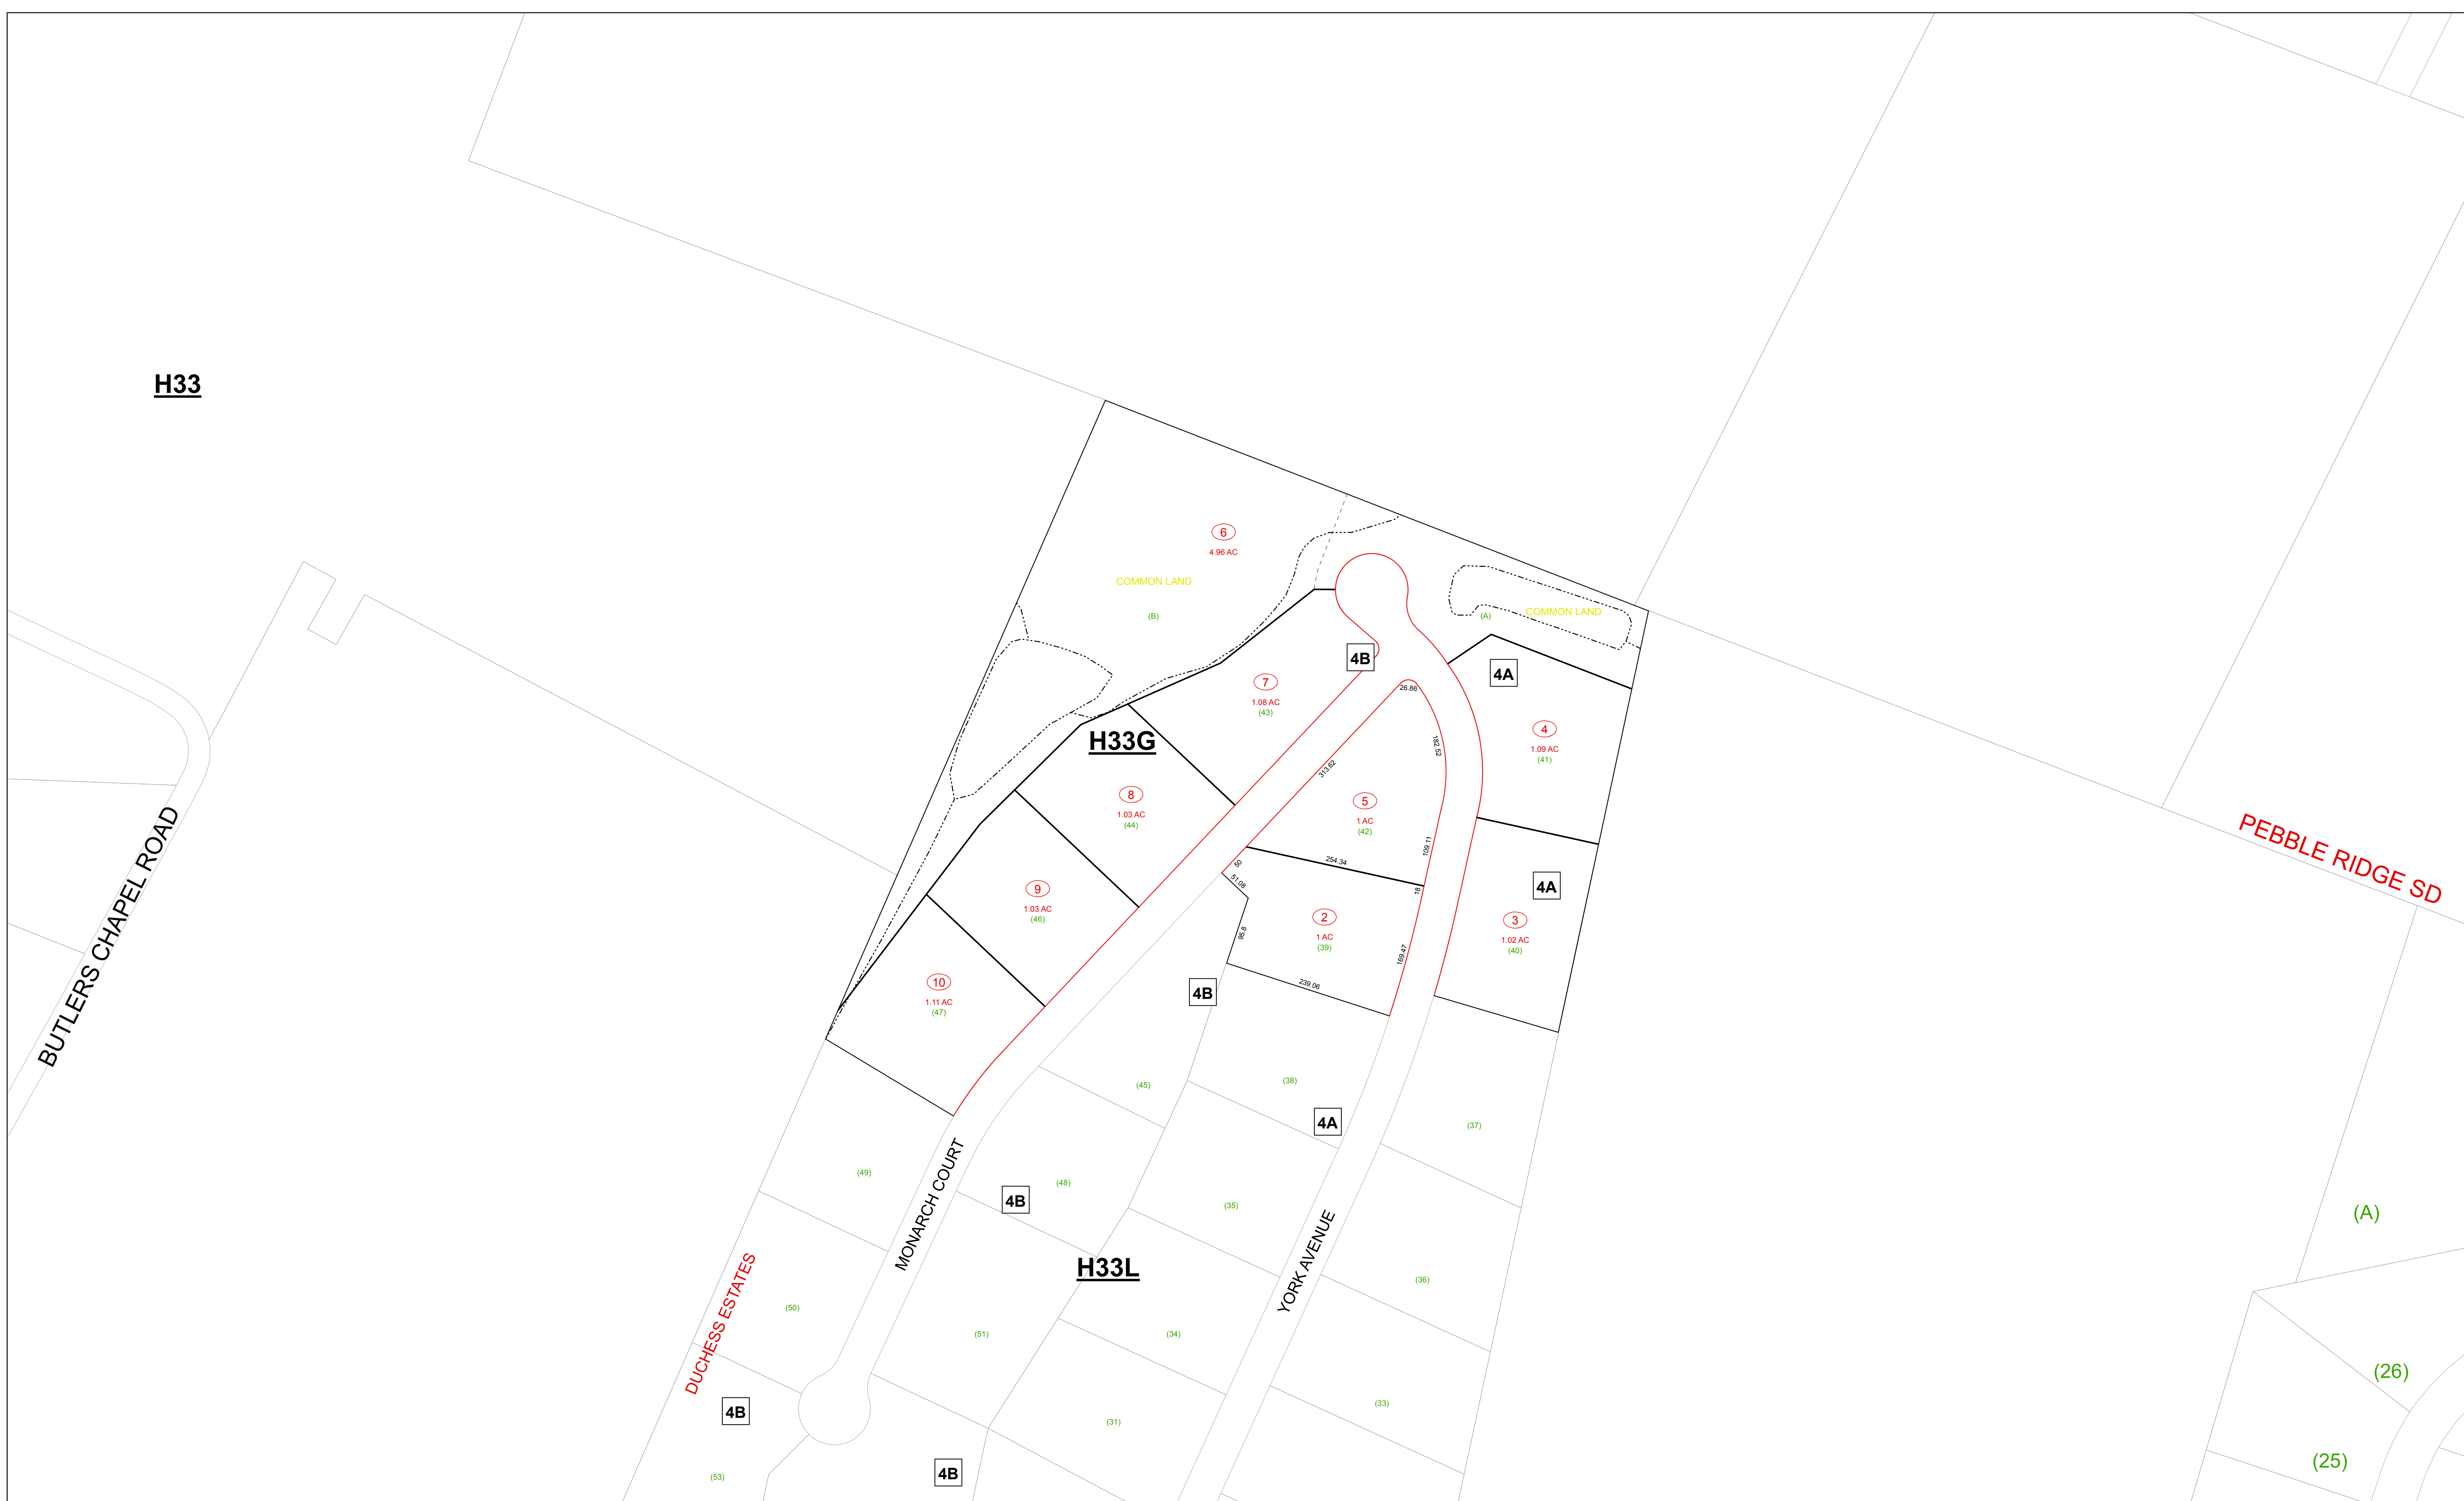 H33
6
4.96 AC
COMMON LAND
(B)
COMMON LAND
(A)
4B
4A
7
1.08 AC
(43)
26.86
4
1.09 AC
(41)
182.52
H33G
313.62
8
1.03 AC
(44)
5
1 AC
(42)
109.11
PEBBLE RIDGE SD
BUTLERS CHAPEL ROAD
254.34
50
51.08
18
4A
9
1.03 AC
(46)
2
1 AC
(39)
3
1.02 AC
(40)
95.8
169.47
10
1.11 AC
(47)
4B
239.06
(45)
(38)
4A
(37)
MONARCH COURT
(49)
(48)
4B
(35)
(A)
YORK AVENUE
H33L
(36)
DUCHESS ESTATES
(50)
(51)
(34)
(26)
4B
(33)
(31)
(25)
4B
(53)